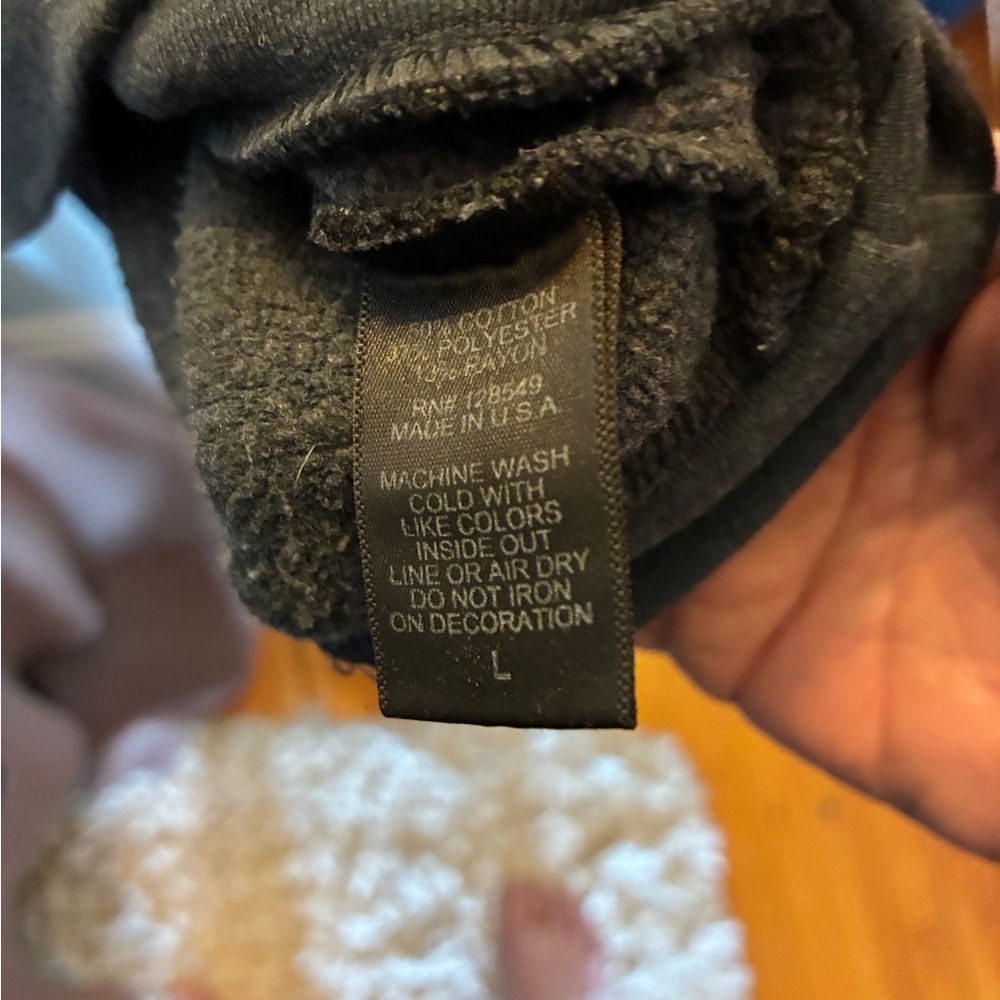 COTTON
POLYESTER
13% RAYON
RN# 128549
MADE IN U.S.A.
MACHINE WASH
COLD WITH
LIKE COLORS
INSIDE OUT
LINE OR AIR DRY
DO NOT IRON
ON DECORATION
L